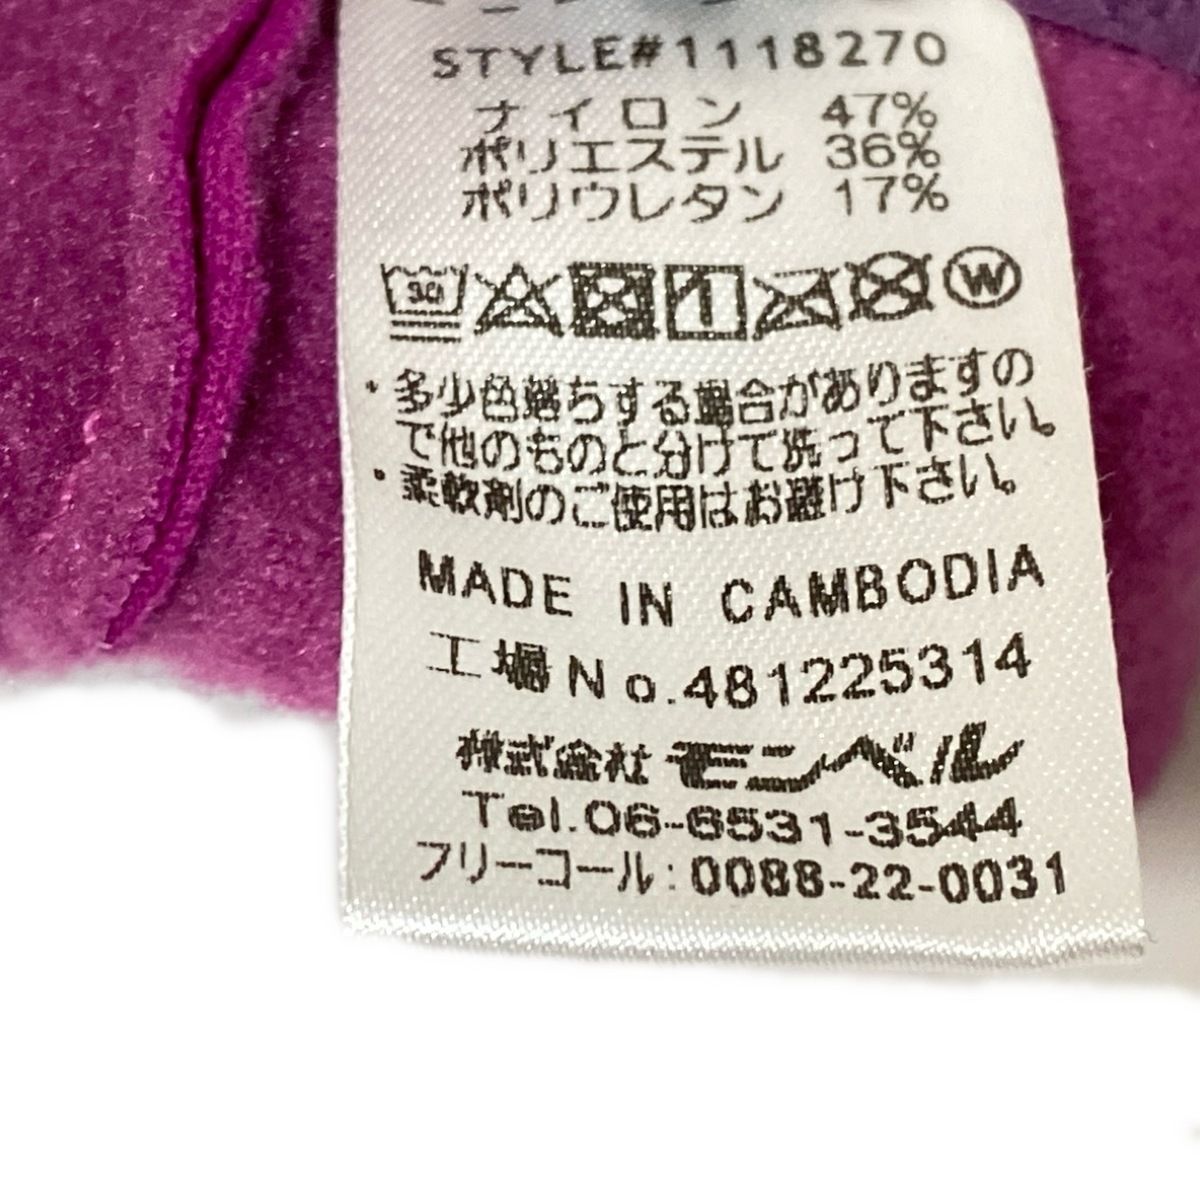 STYLE#1118270
ナイロン 47%
ポリエステル 36%
ポリウレタン 17%
30 W
・多少色落ちする場合がありますの
で他のものと分けて洗って下さい。
・柔軟剤のご使用はお避け下さい。
MADE IN CAMBODIA
工場No.481225314
株式会社モンベル
Tel.06-6531-3544
フリーコール:0088-22-0031